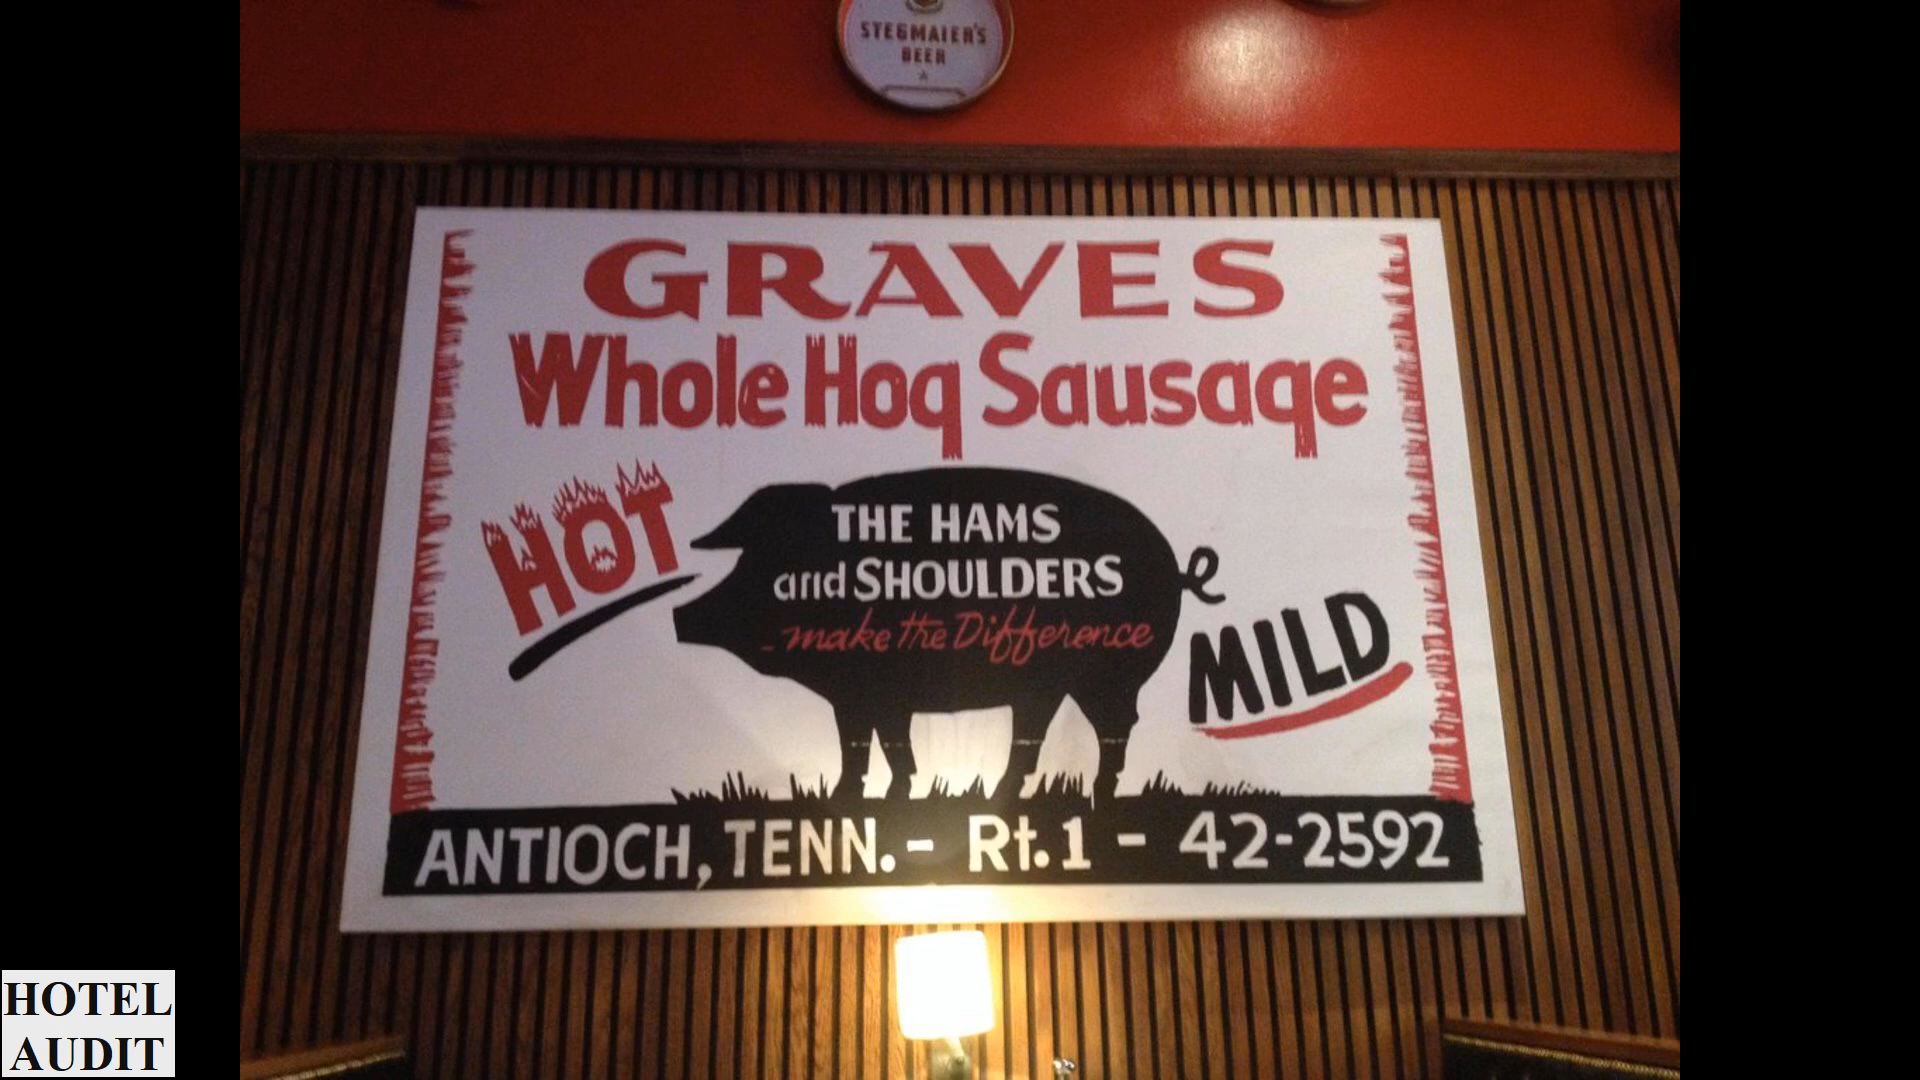 STEGMAIER'S
BEER
GRAVES
Whole Hog Sausage
HOT
THE HAMS
and SHOULDERS
-make the Difference
MILD
ANTIOCH, TENN. - Rt. 1 - 42-2592
HOTEL
AUDIT